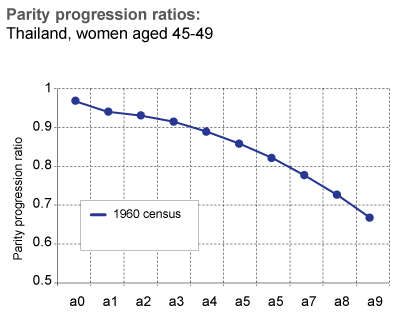 Parity progression ratios:
Thailand, women aged 45-49
Parity progression ratio
1
0.9
0.8
0.7
0.6
0.5
1960 census
a0 a1 a2 a3 a4 a5 a5 a7 a8 a9